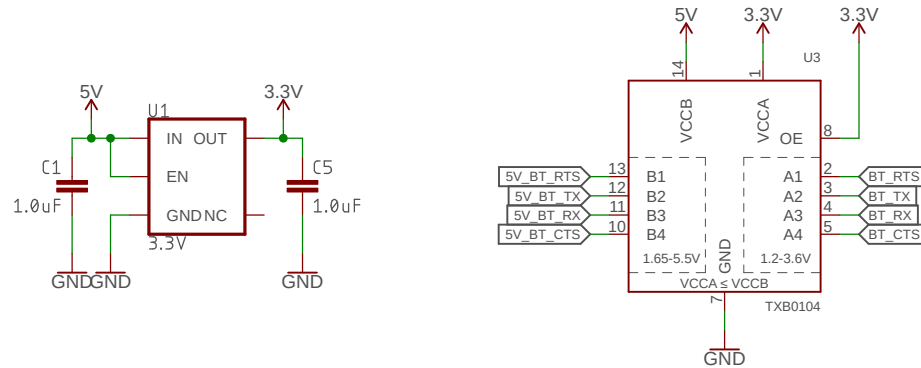 5V
3.3V
3.3V
U3
14
1
5V
3.3V
U1
VCCB
VCCA
IN OUT
OE
8
C1
EN
C5
13
B1
A1
2
5V_BT_RTS
BT_RTS
12
B2
A2
3
5V_BT_TX
BT_TX
1.0uF
GND NC
1.0uF
11
B3
A3
4
5V_BT_RX
BT_RX
10
B4
A4
5
5V_BT_CTS
BT_CTS
3.3V
GND
1.65-5.5V
1.2-3.6V
GND
GND
GND
VCCA ≤ VCCB
7
TXB0104
GND